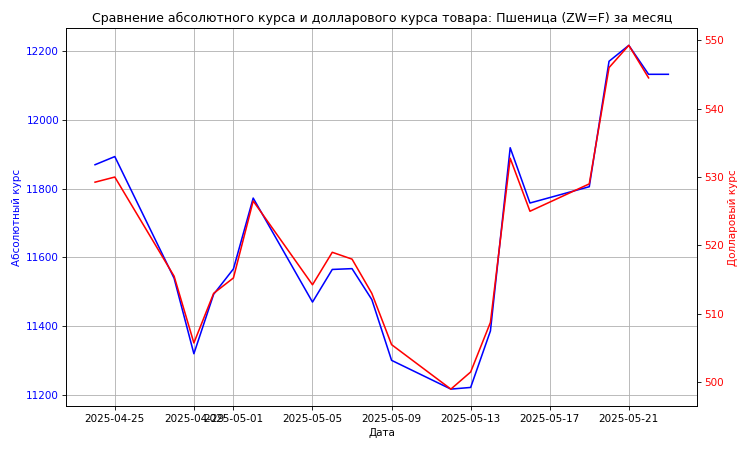 Сравнение абсолютного курса и долларового курса товара: Пшеница (ZW=F) за месяц
12200
12000
11800
11600
11400
11200
Абсолютный курс
550
540
530
520
510
500
Долларовый курс
2025-04-25 2025-04-29 2025-05-01 2025-05-05 2025-05-09 2025-05-13 2025-05-17 2025-05-21
Дата